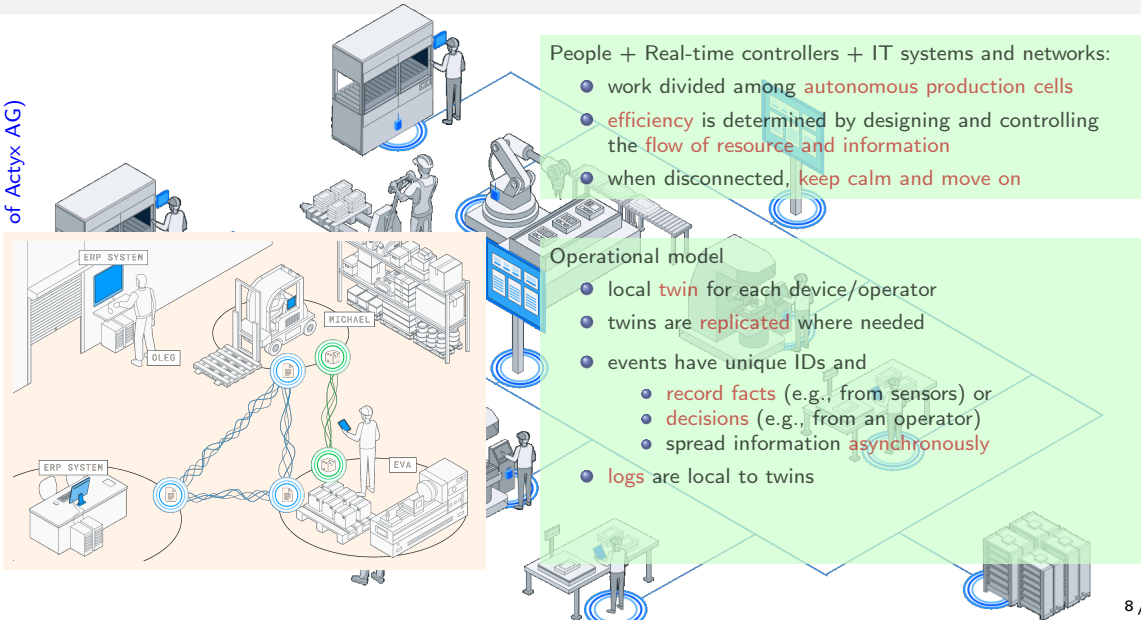 of Actyx AG)
People + Real-time controllers + IT systems and networks:
work divided among autonomous production cells
efficiency is determined by designing and controlling
the flow of resource and information
when disconnected, keep calm and move on
ERP SYSTEM
OLEG
MICHAEL
ERP SYSTEM
EVA
Operational model
local twin for each device/operator
twins are replicated where needed
events have unique IDs and
record facts (e.g., from sensors) or
decisions (e.g., from an operator)
spread information asynchronously
logs are local to twins
8/